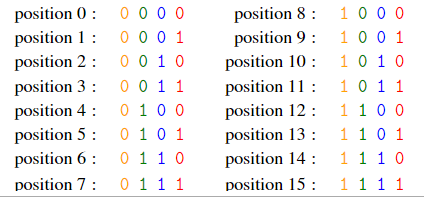 position 0 : 0 0 0 0 position 8 : 1 0 0 0
position 1 : 0 0 0 1 position 9 : 1 0 0 1
position 2 : 0 0 1 0 position 10 : 1 0 1 0
position 3 : 0 0 1 1 position 11 : 1 0 1 1
position 4 : 0 1 0 0 position 12 : 1 1 0 0
position 5 : 0 1 0 1 position 13 : 1 1 0 1
position 6 : 0 1 1 0 position 14 : 1 1 1 0
position 7 : 0 1 1 1 position 15 : 1 1 1 1